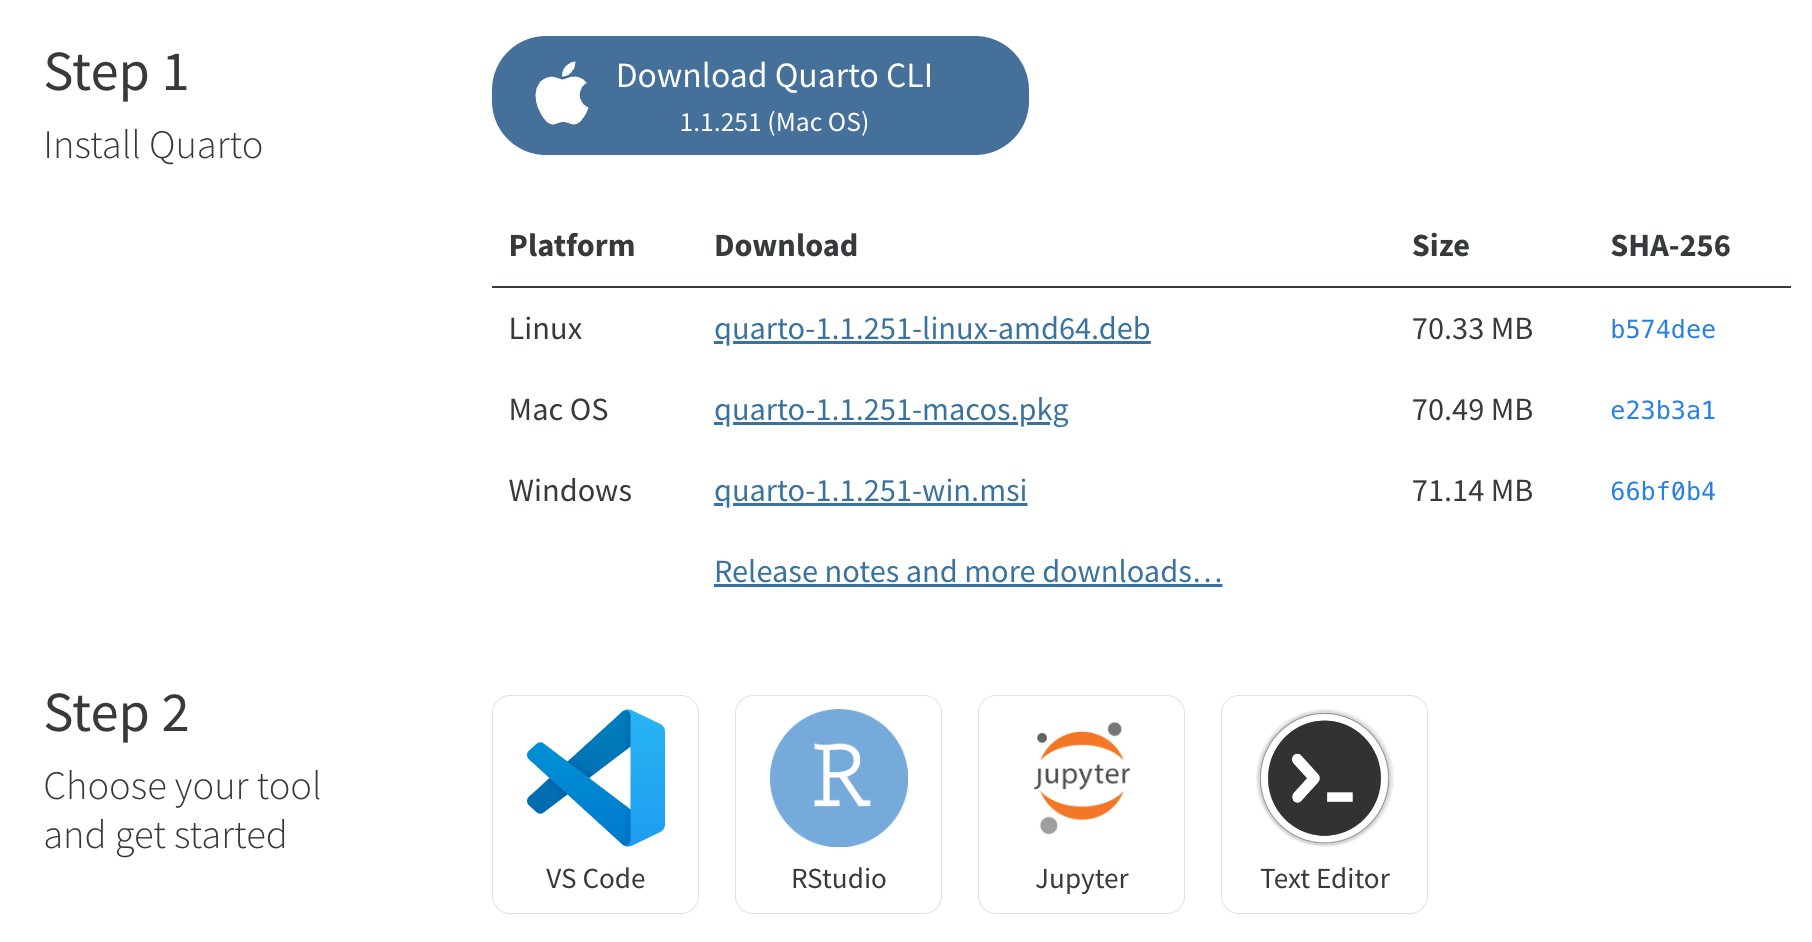 Step 1
Install Quarto
Download Quarto CLI
1.1.251 (Mac OS)
Platform Download Size SHA-256
Linux quarto-1.1.251-linux-amd64.deb 70.33 MB b574dee
Mac OS quarto-1.1.251-macos.pkg 70.49 MB e23b3a1
Windows quarto-1.1.251-win.msi 71.14 MB 66bf0b4
Release notes and more downloads...
Step 2
Choose your tool
and get started
R
jupyter
>_
VS Code RStudio Jupyter Text Editor